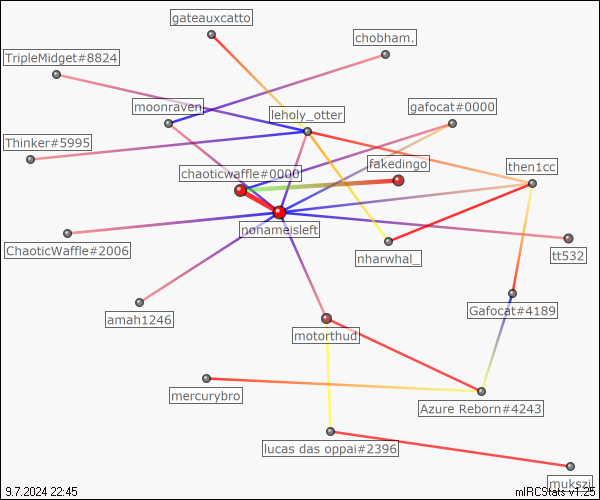 gateauxcatto
chobham.
TripleMidget#8824
moonraven
gafocat#0000
leholy_otter
Thinker#5995
fakedingo
then1cc
chaoticwaffle#0000
nonameisleft
ChaoticWaffle#2006
nharwhal_
tt532
Gafocat#4189
amah1246
motorthud
mercurybro
Azure Reborn#4243
lucas das oppai#2396
mukszi
9.7.2024 22:45
mIRCStats v1.25